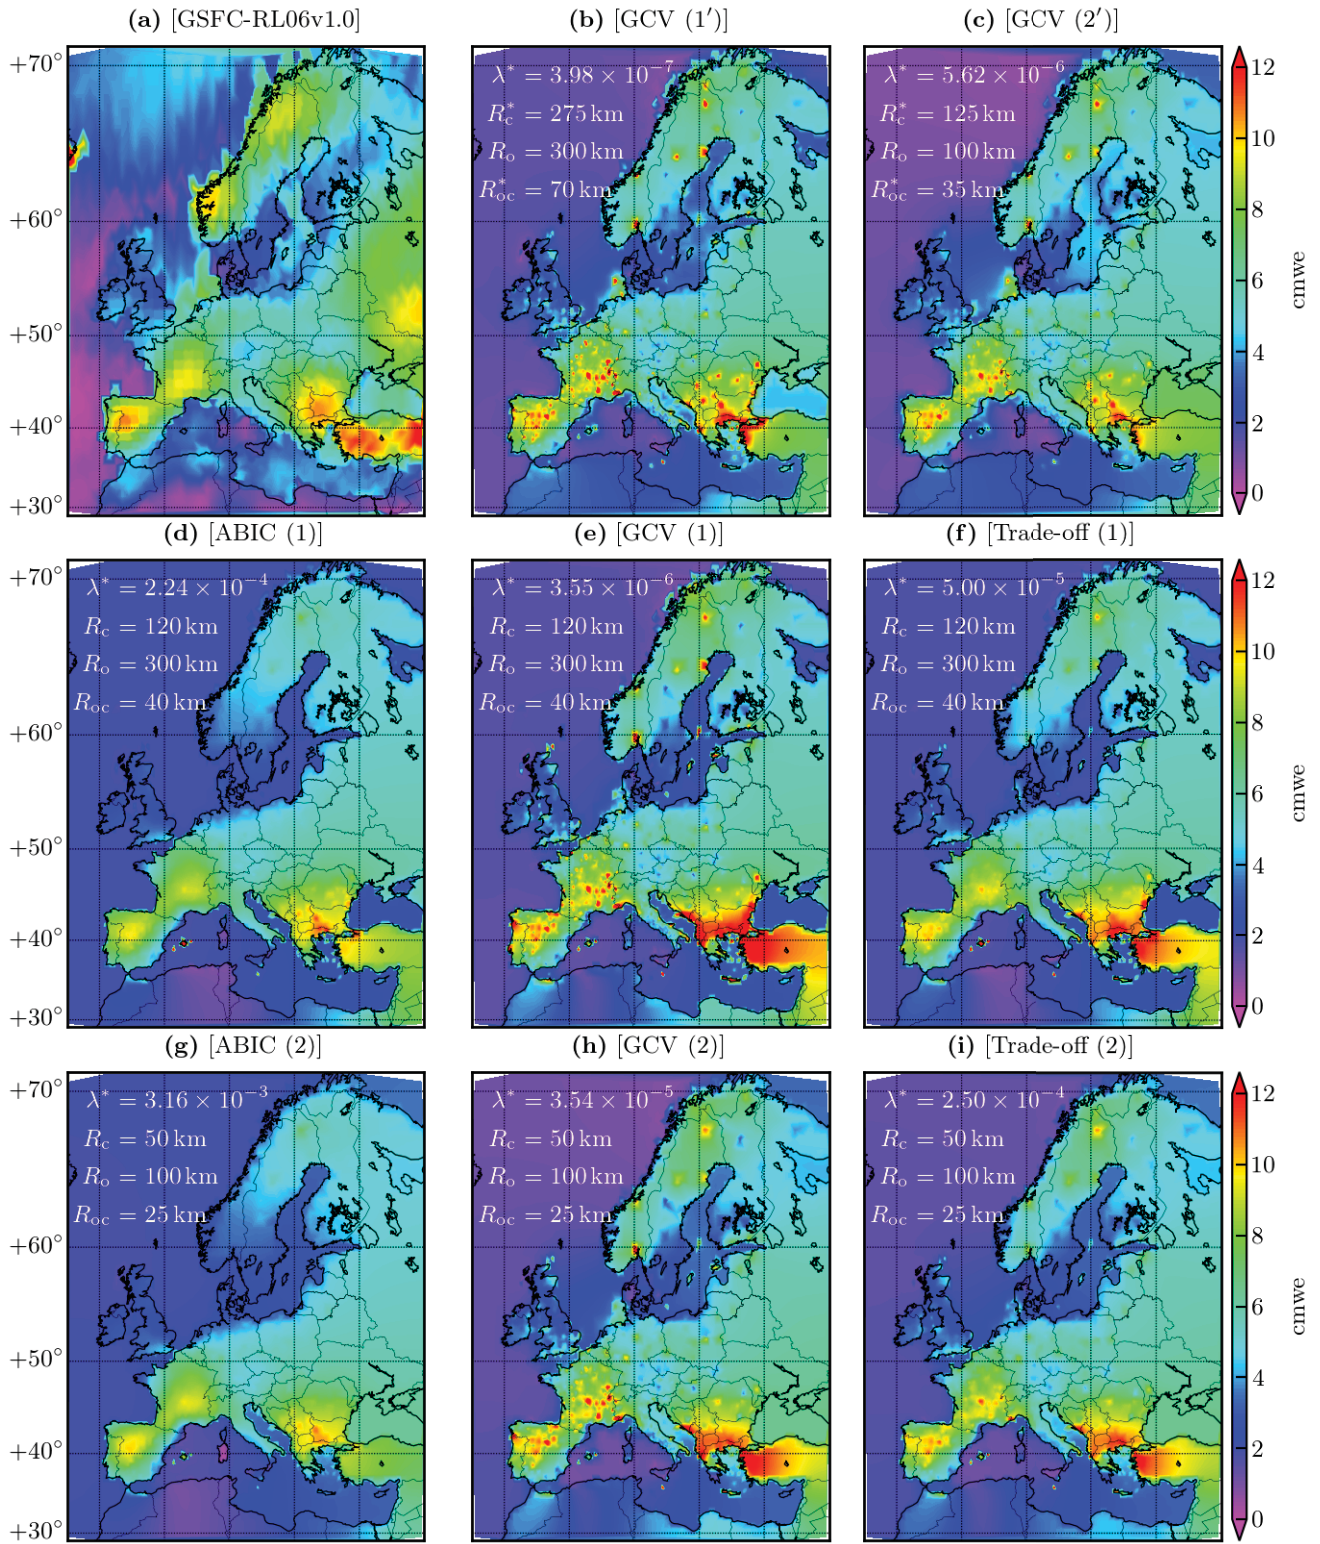 (a) [GSFC-RL06v1.0]
(b) [GCV (1′)]
(c) [GCV (2′)]
+70°
+60°
+50°
+40°
+30°
λ* = 3.98 × 10⁻⁷
R*c = 275 km
Ro = 300 km
R*oc = 70 km
λ* = 5.62 × 10⁻⁶
R*c = 125 km
Ro = 100 km
R*oc = 35 km
12
10
8
6
4
2
0
cmwe
(d) [ABIC (1)]
(e) [GCV (1)]
(f) [Trade-off (1)]
+70°
+60°
+50°
+40°
+30°
λ* = 2.24 × 10⁻⁴
Rc = 120 km
Ro = 300 km
Roc = 40 km
λ* = 3.55 × 10⁻⁶
Rc = 120 km
Ro = 300 km
Roc = 40 km
λ* = 5.00 × 10⁻⁵
Rc = 120 km
Ro = 300 km
Roc = 40 km
12
10
8
6
4
2
0
cmwe
(g) [ABIC (2)]
(h) [GCV (2)]
(i) [Trade-off (2)]
+70°
+60°
+50°
+40°
+30°
λ* = 3.16 × 10⁻³
Rc = 50 km
Ro = 100 km
Roc = 25 km
λ* = 3.54 × 10⁻⁵
Rc = 50 km
Ro = 100 km
Roc = 25 km
λ* = 2.50 × 10⁻⁴
Rc = 50 km
Ro = 100 km
Roc = 25 km
12
10
8
6
4
2
0
cmwe